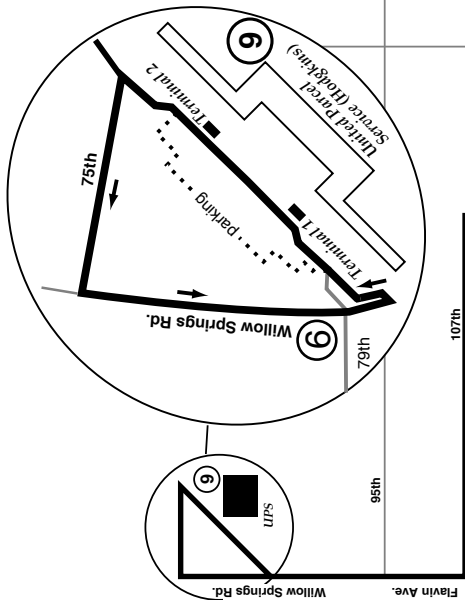 9
United Parcel
Service (Hodgkins)
Terminal 2
75th
parking
Terminal 1
Willow Springs Rd.
9
79th
107th
9
UPS
95th
Willow Springs Rd.
Flavin Ave.